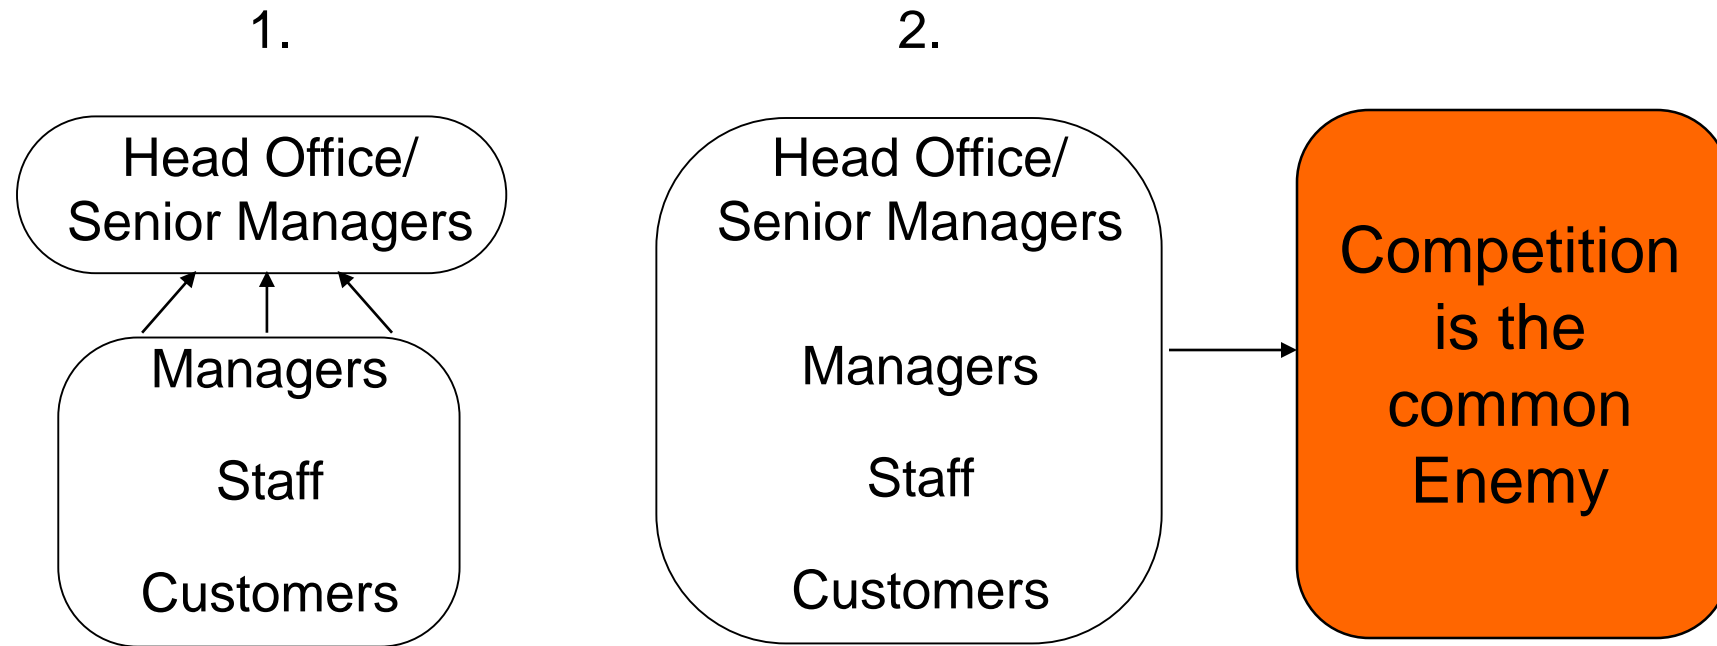 1.
Head Office/
Senior Managers
Managers
Staff
Customers
2.
Head Office/
Senior Managers
Managers
Staff
Customers
Competition
is the
common
Enemy